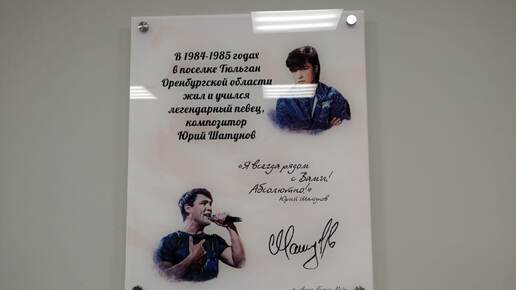 В 1984-1985 годах
в поселке Тюльган
Оренбургской области
жил и учился
легендарный певец,
композитор
Юрий Шатунов
«Я всегда рядом
с Вами!
Абсолютно!»
Юрий Шатунов